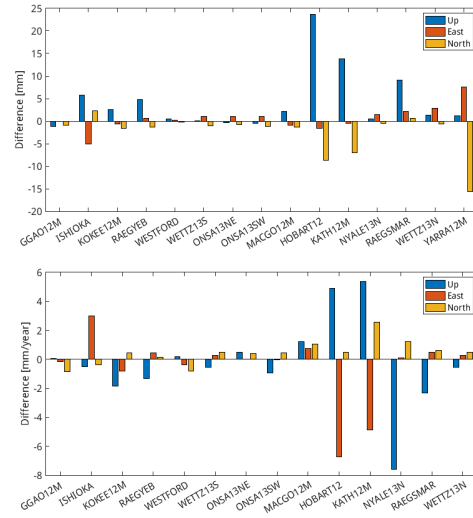 25
20
15
10
5
0
-5
-10
-15
-20
Difference [mm]
Up
East
North
GGAO12M
ISHIOKA
KOKEE12M
RAEGYEB
WESTFORD
WETTZ13S
ONSA13NE
ONSA13SW
MACGO12M
HOBART12
KATH12M
NYALE13N
RAEGSMAR
WETTZ13N
YARRA12M
6
4
2
0
-2
-4
-6
-8
Difference [mm/year]
Up
East
North
GGAO12M
ISHIOKA
KOKEE12M
RAEGYEB
WESTFORD
WETTZ13S
ONSA13NE
ONSA13SW
MACGO12M
HOBART12
KATH12M
NYALE13N
RAEGSMAR
WETTZ13N